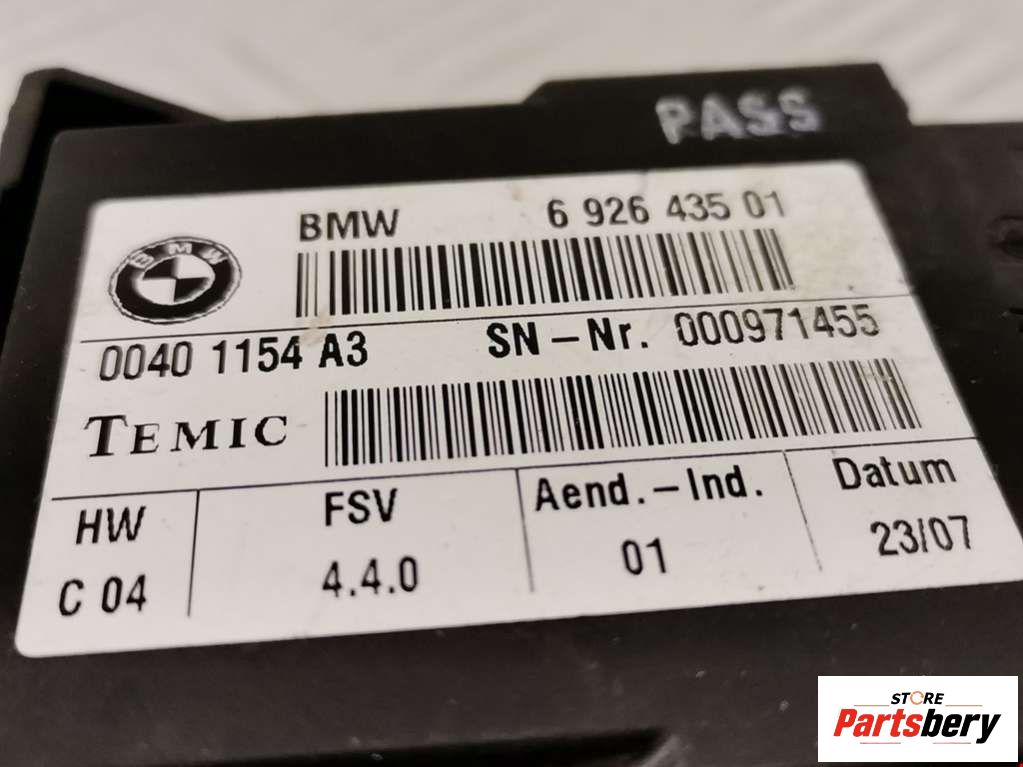 PASS
BMW 6 926 435 01
BMW
0040 1154 A3 SN-Nr. 000971455
TEMIC
HW FSV Aend.-Ind. Datum
C 04 4.4.0 01 23/07
STORE
Partsbery